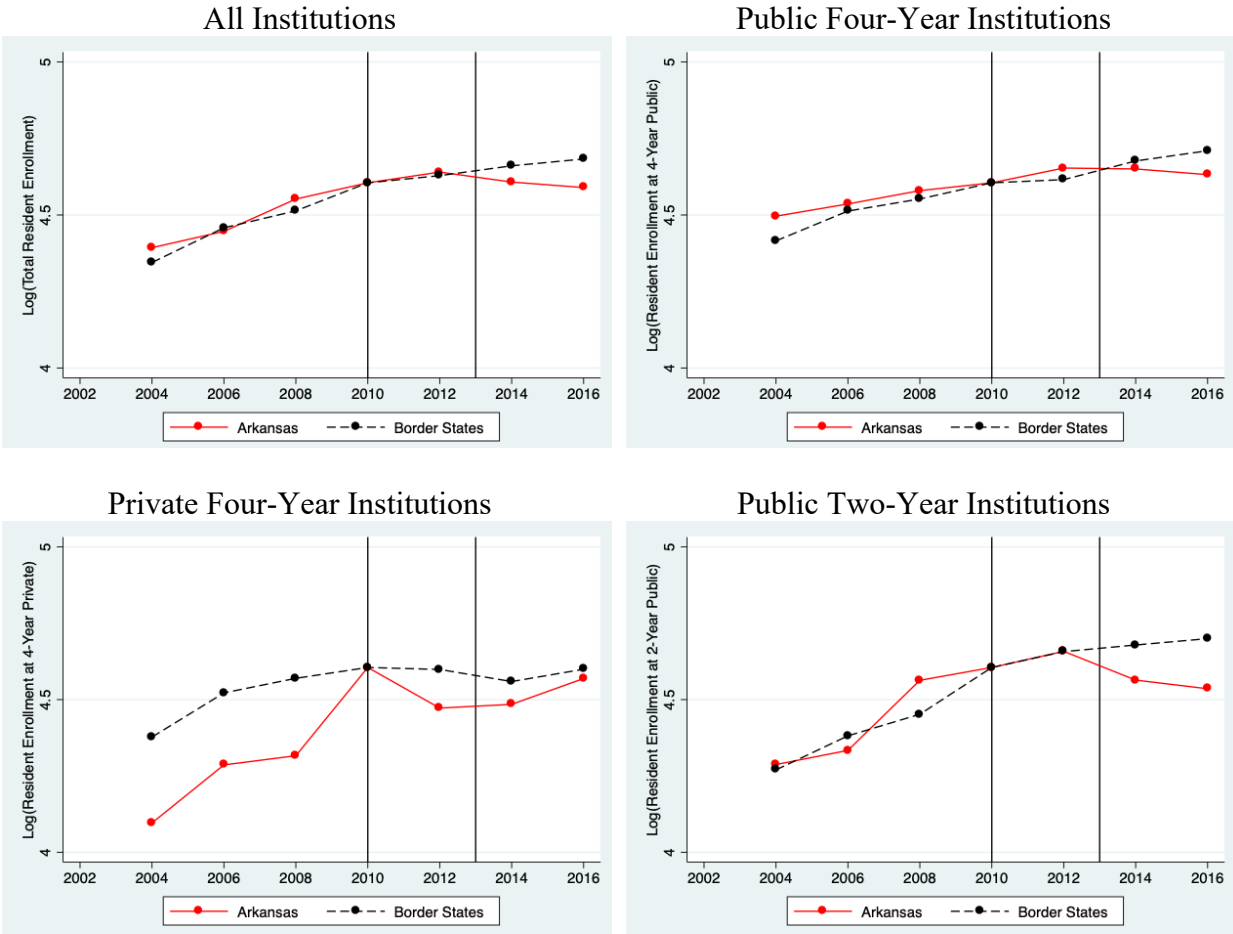 All Institutions
Log(Total Resident Enrollment)
5
4.5
4
2002 2004 2006 2008 2010 2012 2014 2016
Arkansas Border States
Public Four-Year Institutions
Log(Resident Enrollment at 4-Year Public)
5
4.5
4
2002 2004 2006 2008 2010 2012 2014 2016
Arkansas Border States
Private Four-Year Institutions
Log(Resident Enrollment at 4-Year Private)
5
4.5
4
2002 2004 2006 2008 2010 2012 2014 2016
Arkansas Border States
Public Two-Year Institutions
Log(Resident Enrollment at 2-Year Public)
5
4.5
4
2002 2004 2006 2008 2010 2012 2014 2016
Arkansas Border States